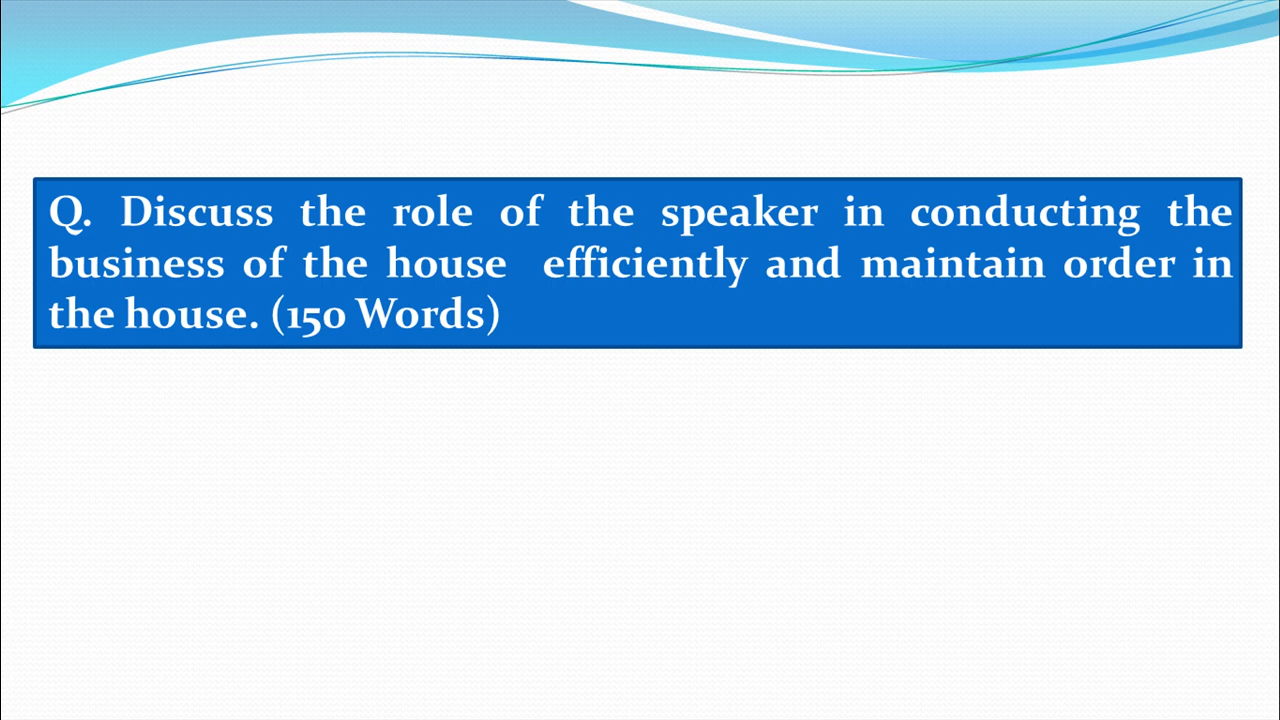 Q. Discuss the role of the speaker in conducting the
business of the house efficiently and maintain order in
the house. (150 Words)